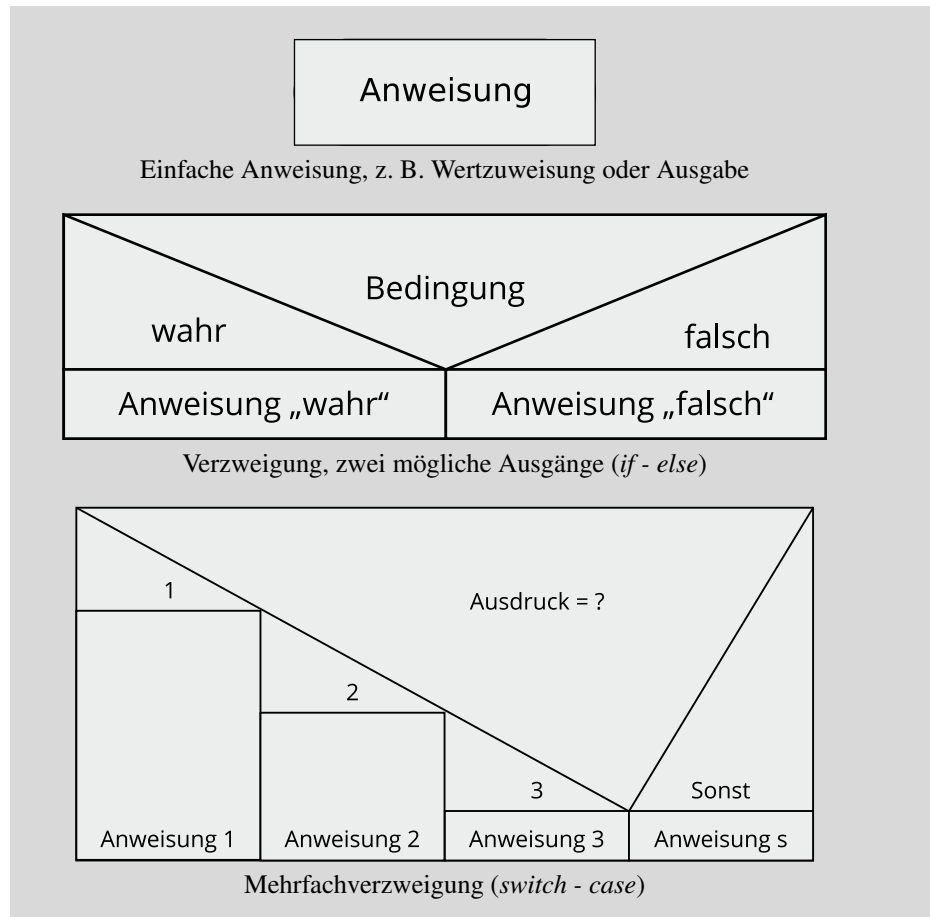 Anweisung
Einfache Anweisung, z. B. Wertzuweisung oder Ausgabe
Bedingung
wahr
falsch
Anweisung „wahr“
Anweisung „falsch“
Verzweigung, zwei mögliche Ausgänge (if - else)
1
Ausdruck = ?
2
3
Sonst
Anweisung 1
Anweisung 2
Anweisung 3
Anweisung s
Mehrfachverzweigung (switch - case)